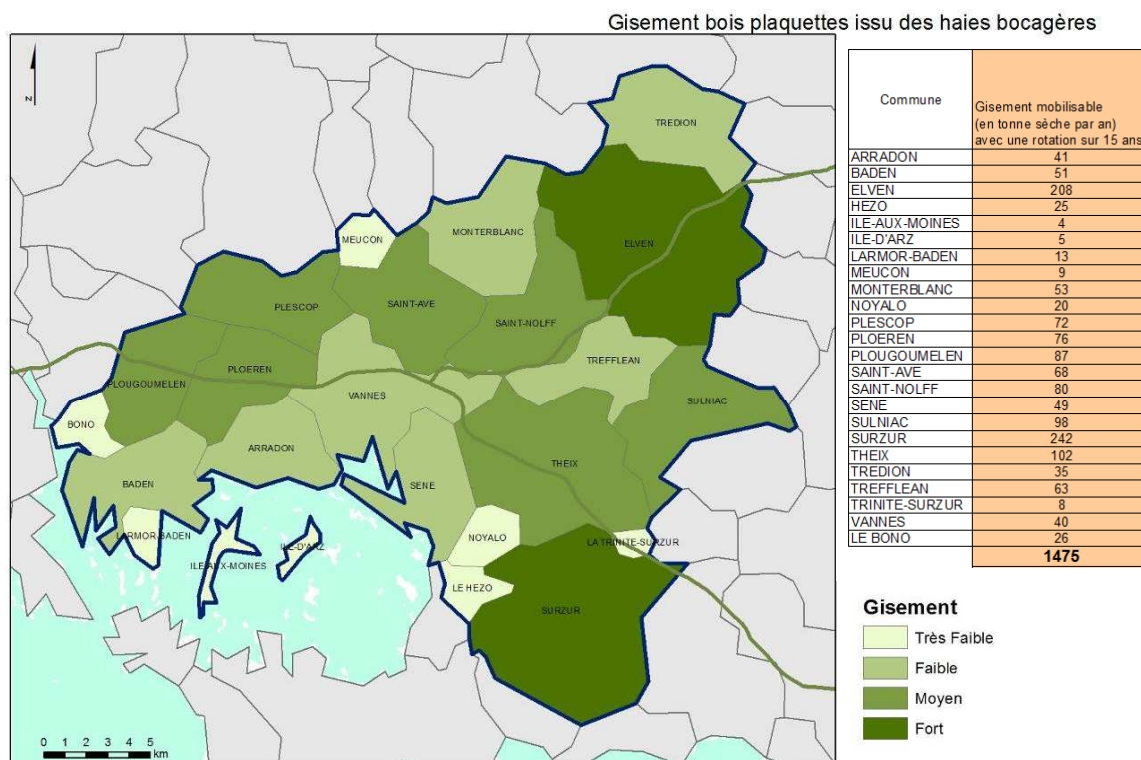 Gisement bois plaquettes issu des haies bocagères
N
TREDION
ELVEN
MONTERBLANC
MEUCON
PLESCOP
SAINT-AVE
SAINT-NOLFF
TREFFLEAN
PLOEREN
PLOUGOUMELEN
VANNES
SULNIAC
BONO
ARRADON
THEIX
BADEN
SENE
LARMOR-BADEN
NOYALO
LA TRINITE-SURZUR
ILE-D'ARZ
ILE-AUX-MOINES
LE HEZO
SURZUR
0 1 2 3 4 5
km
Commune
Gisement mobilisable
(en tonne sèche par an)
avec une rotation sur 15 ans
ARRADON 41
BADEN 51
ELVEN 208
HEZO 25
ILE-AUX-MOINES 4
ILE-D'ARZ 5
LARMOR-BADEN 13
MEUCON 9
MONTERBLANC 53
NOYALO 20
PLESCOP 72
PLOEREN 76
PLOUGOUMELEN 87
SAINT-AVE 68
SAINT-NOLFF 80
SENE 49
SULNIAC 98
SURZUR 242
THEIX 102
TREDION 35
TREFFLEAN 63
TRINITE-SURZUR 8
VANNES 40
LE BONO 26
1475
Gisement
Très Faible
Faible
Moyen
Fort